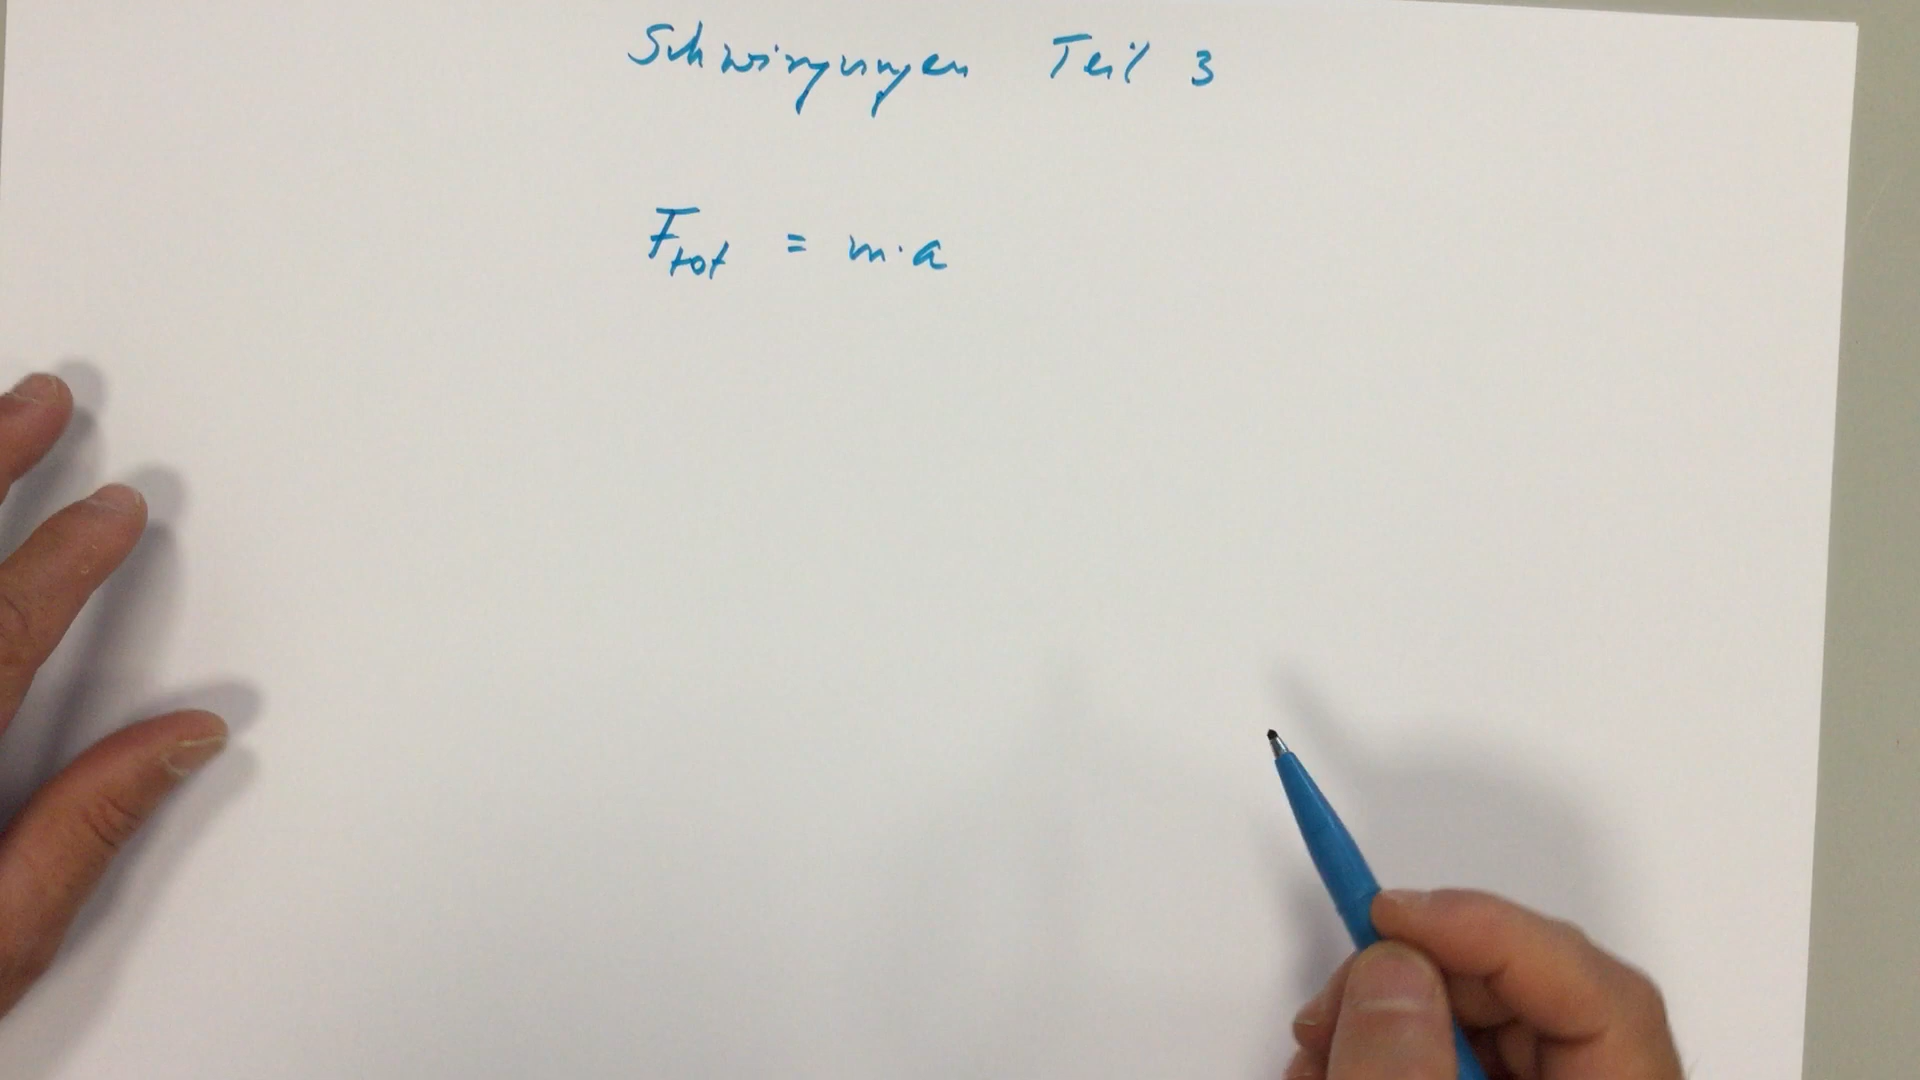 Schwingungen Teil 3
F_tot = m·a